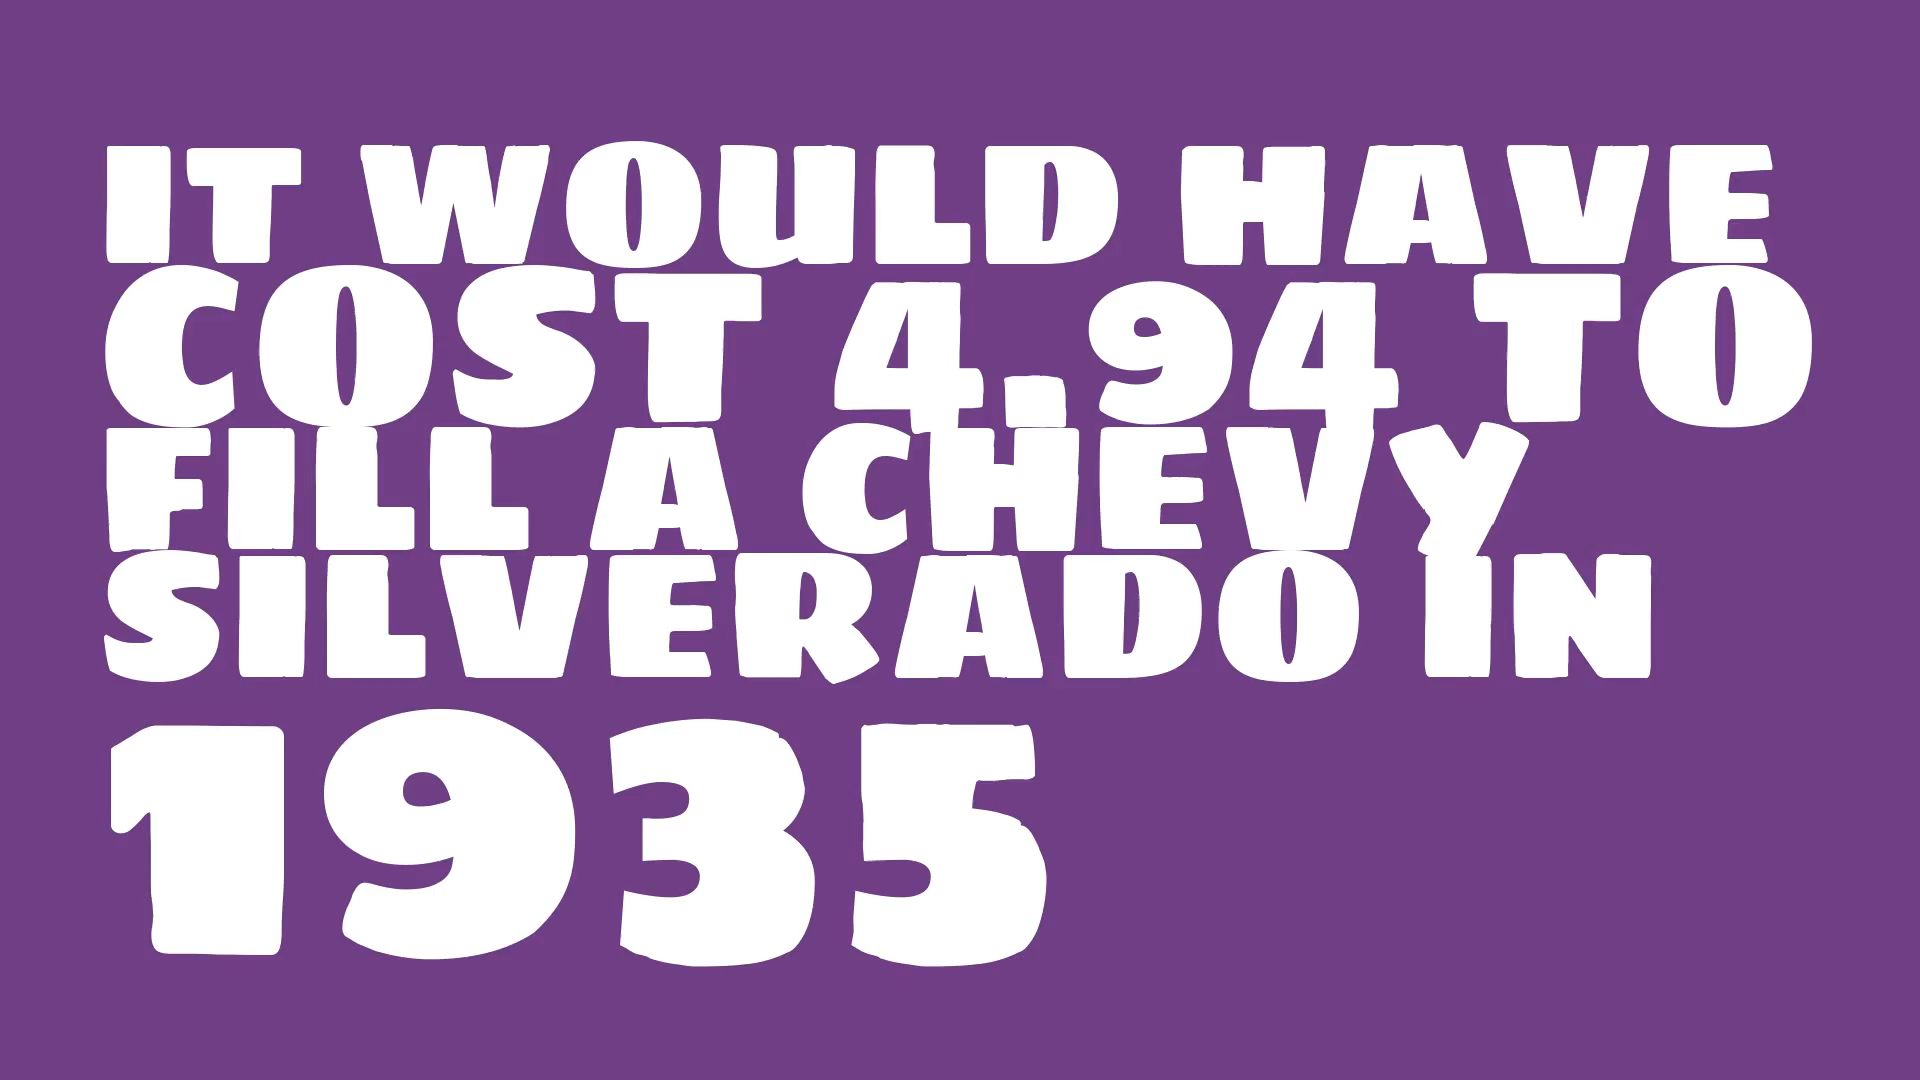 IT WOULD HAVE
COST 4.94 TO
FILL A CHEVY
SILVERADO IN
1935